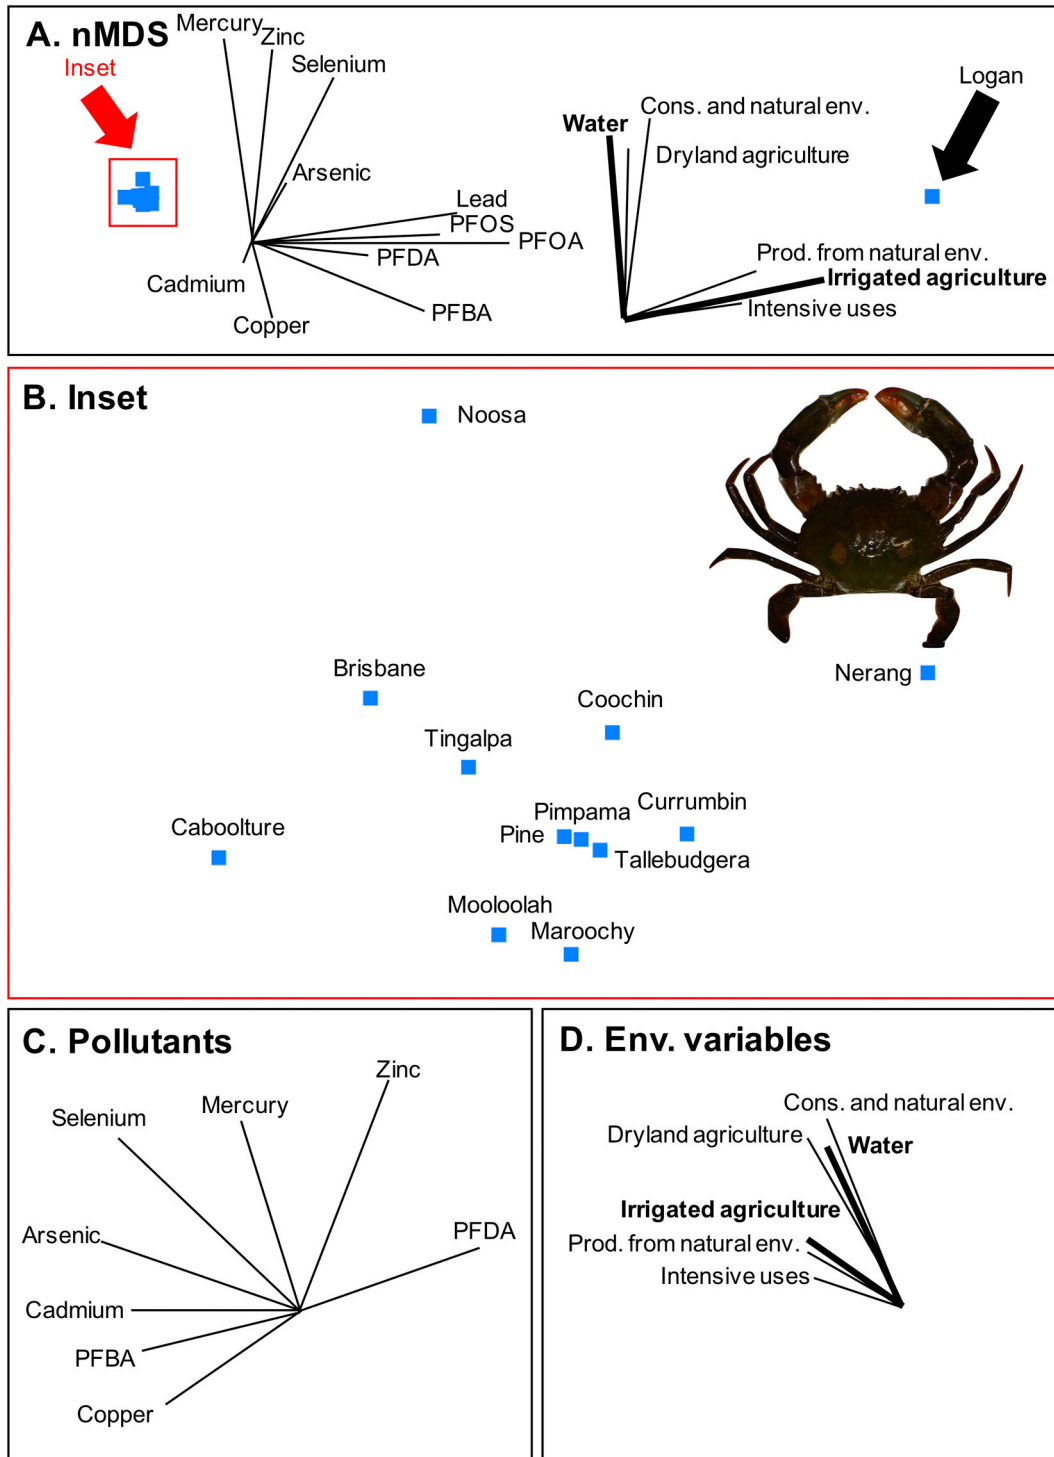 A. nMDS
Inset
Mercury
Zinc
Selenium
Arsenic
Lead
PFOS
PFOA
PFDA
PFBA
Cadmium
Copper
Water
Cons. and natural env.
Dryland agriculture
Logan
Prod. from natural env.
Irrigated agriculture
Intensive uses
B. Inset
Noosa
Brisbane
Nerang
Coochin
Tingalpa
Caboolture
Pimpama
Currumbin
Pine
Tallebudgera
Mooloolah
Maroochy
C. Pollutants
Zinc
Mercury
Selenium
Arsenic
PFDA
Cadmium
PFBA
Copper
D. Env. variables
Cons. and natural env.
Dryland agriculture
Water
Irrigated agriculture
Prod. from natural env.
Intensive uses